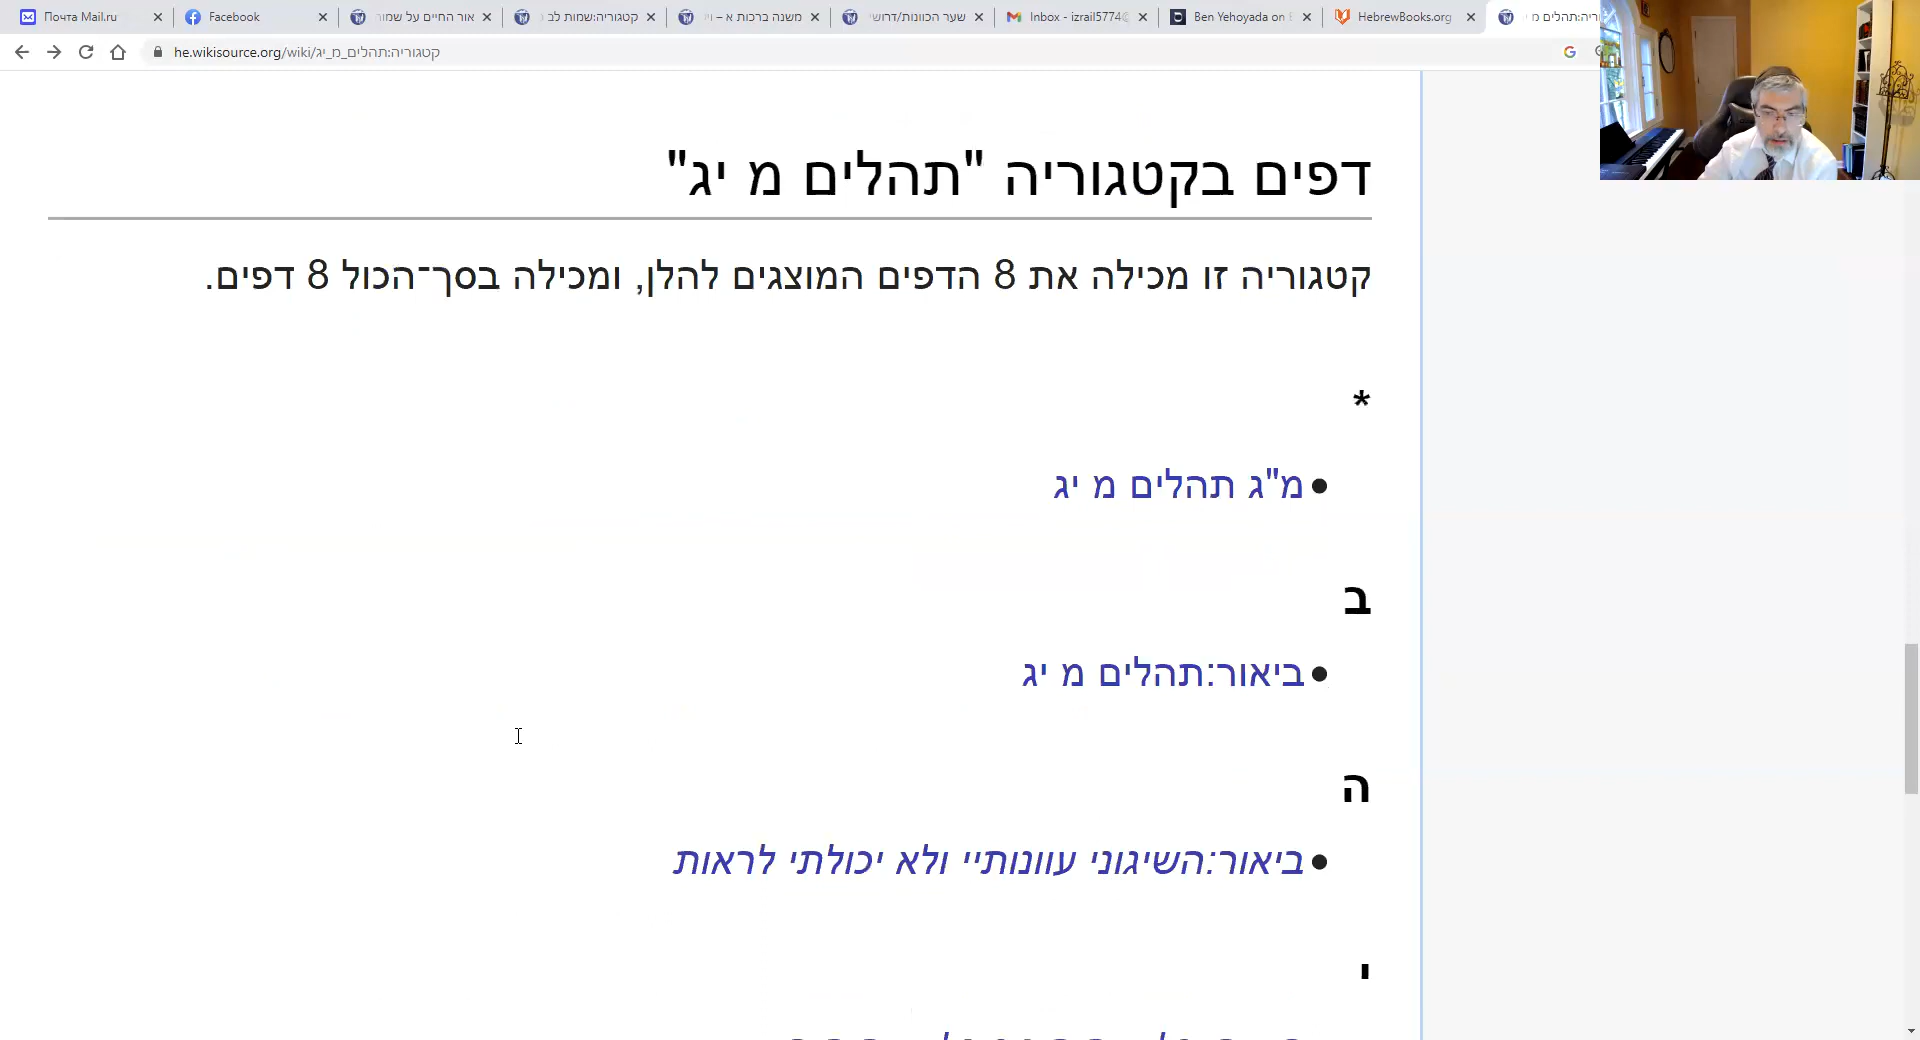 Почта Mail.ru
Facebook
אור החיים על שמור
קטגוריה:שמות לב
משנה ברכות א – ו
שער הכוונות/דרוש
Inbox - izrail5774@
Ben Yehoyada on
HebrewBooks.org
תהלים מ
he.wikisource.org/wiki/קטגוריה:תהלים_מ_יג
דפים בקטגוריה "תהלים מ יג"
קטגוריה זו מכילה את 8 הדפים המוצגים להלן, ומכילה בסך־הכול 8 דפים.
*
מ"ג תהלים מ יג
ב
ביאור:תהלים מ יג
ה
ביאור:השיגוני עוונותיי ולא יכולתי לראות
י